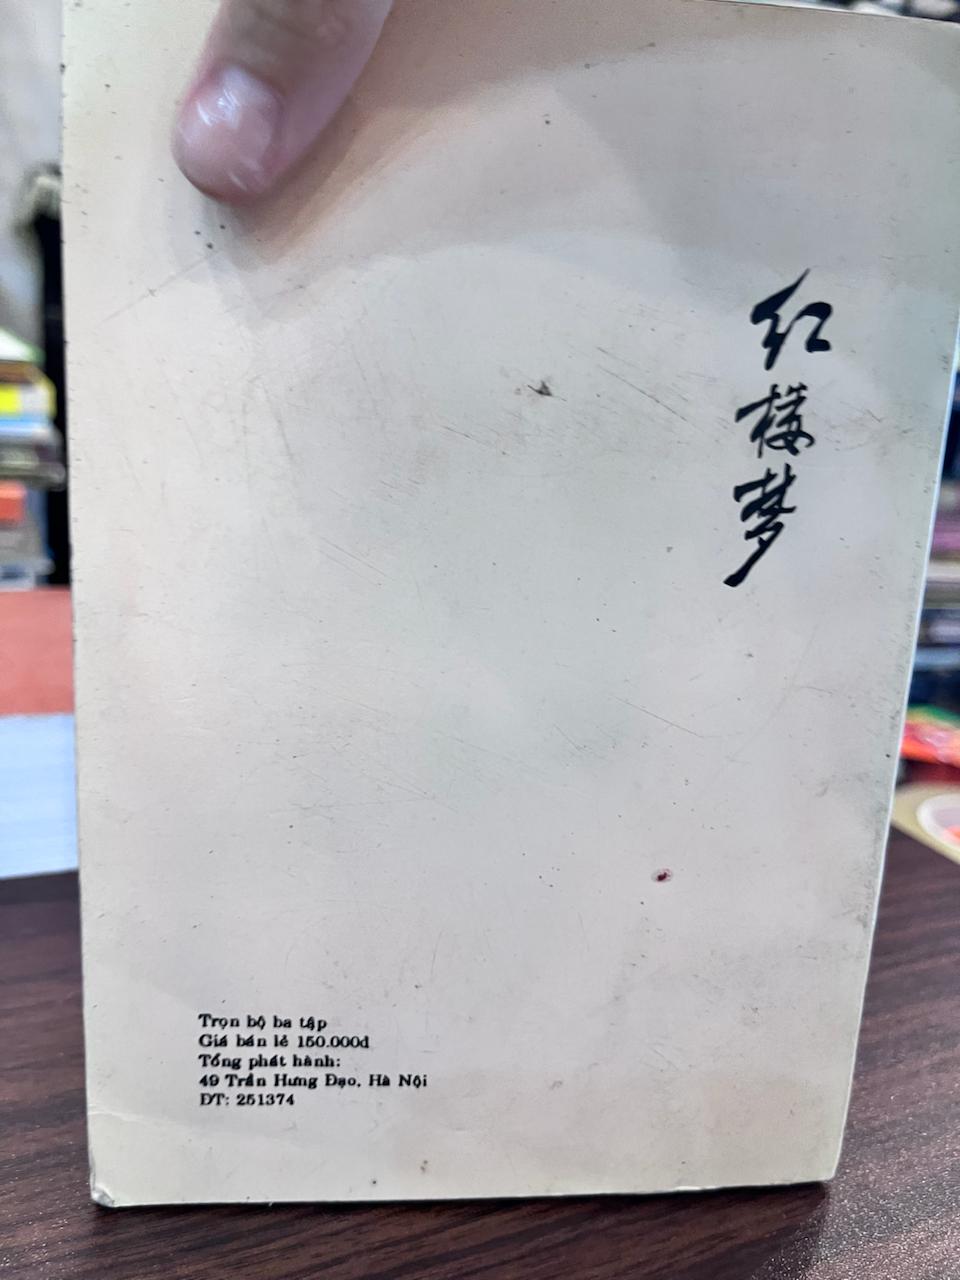 红
楼
梦
Trọn bộ ba tập
Giá bán lẻ 150.000đ
Tổng phát hành:
49 Trần Hưng Đạo, Hà Nội
ĐT: 251374